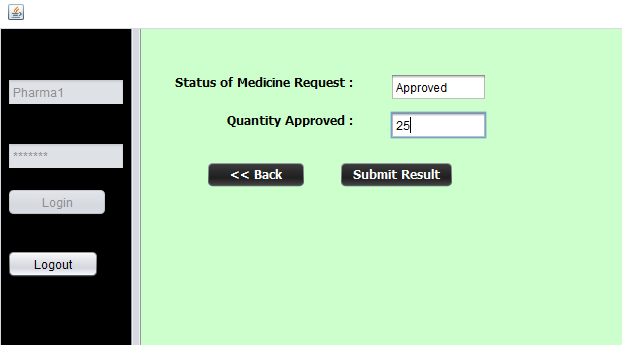 Pharma1
*******
Login
Logout
Status of Medicine Request :
Approved
Quantity Approved :
25
<< Back
Submit Result